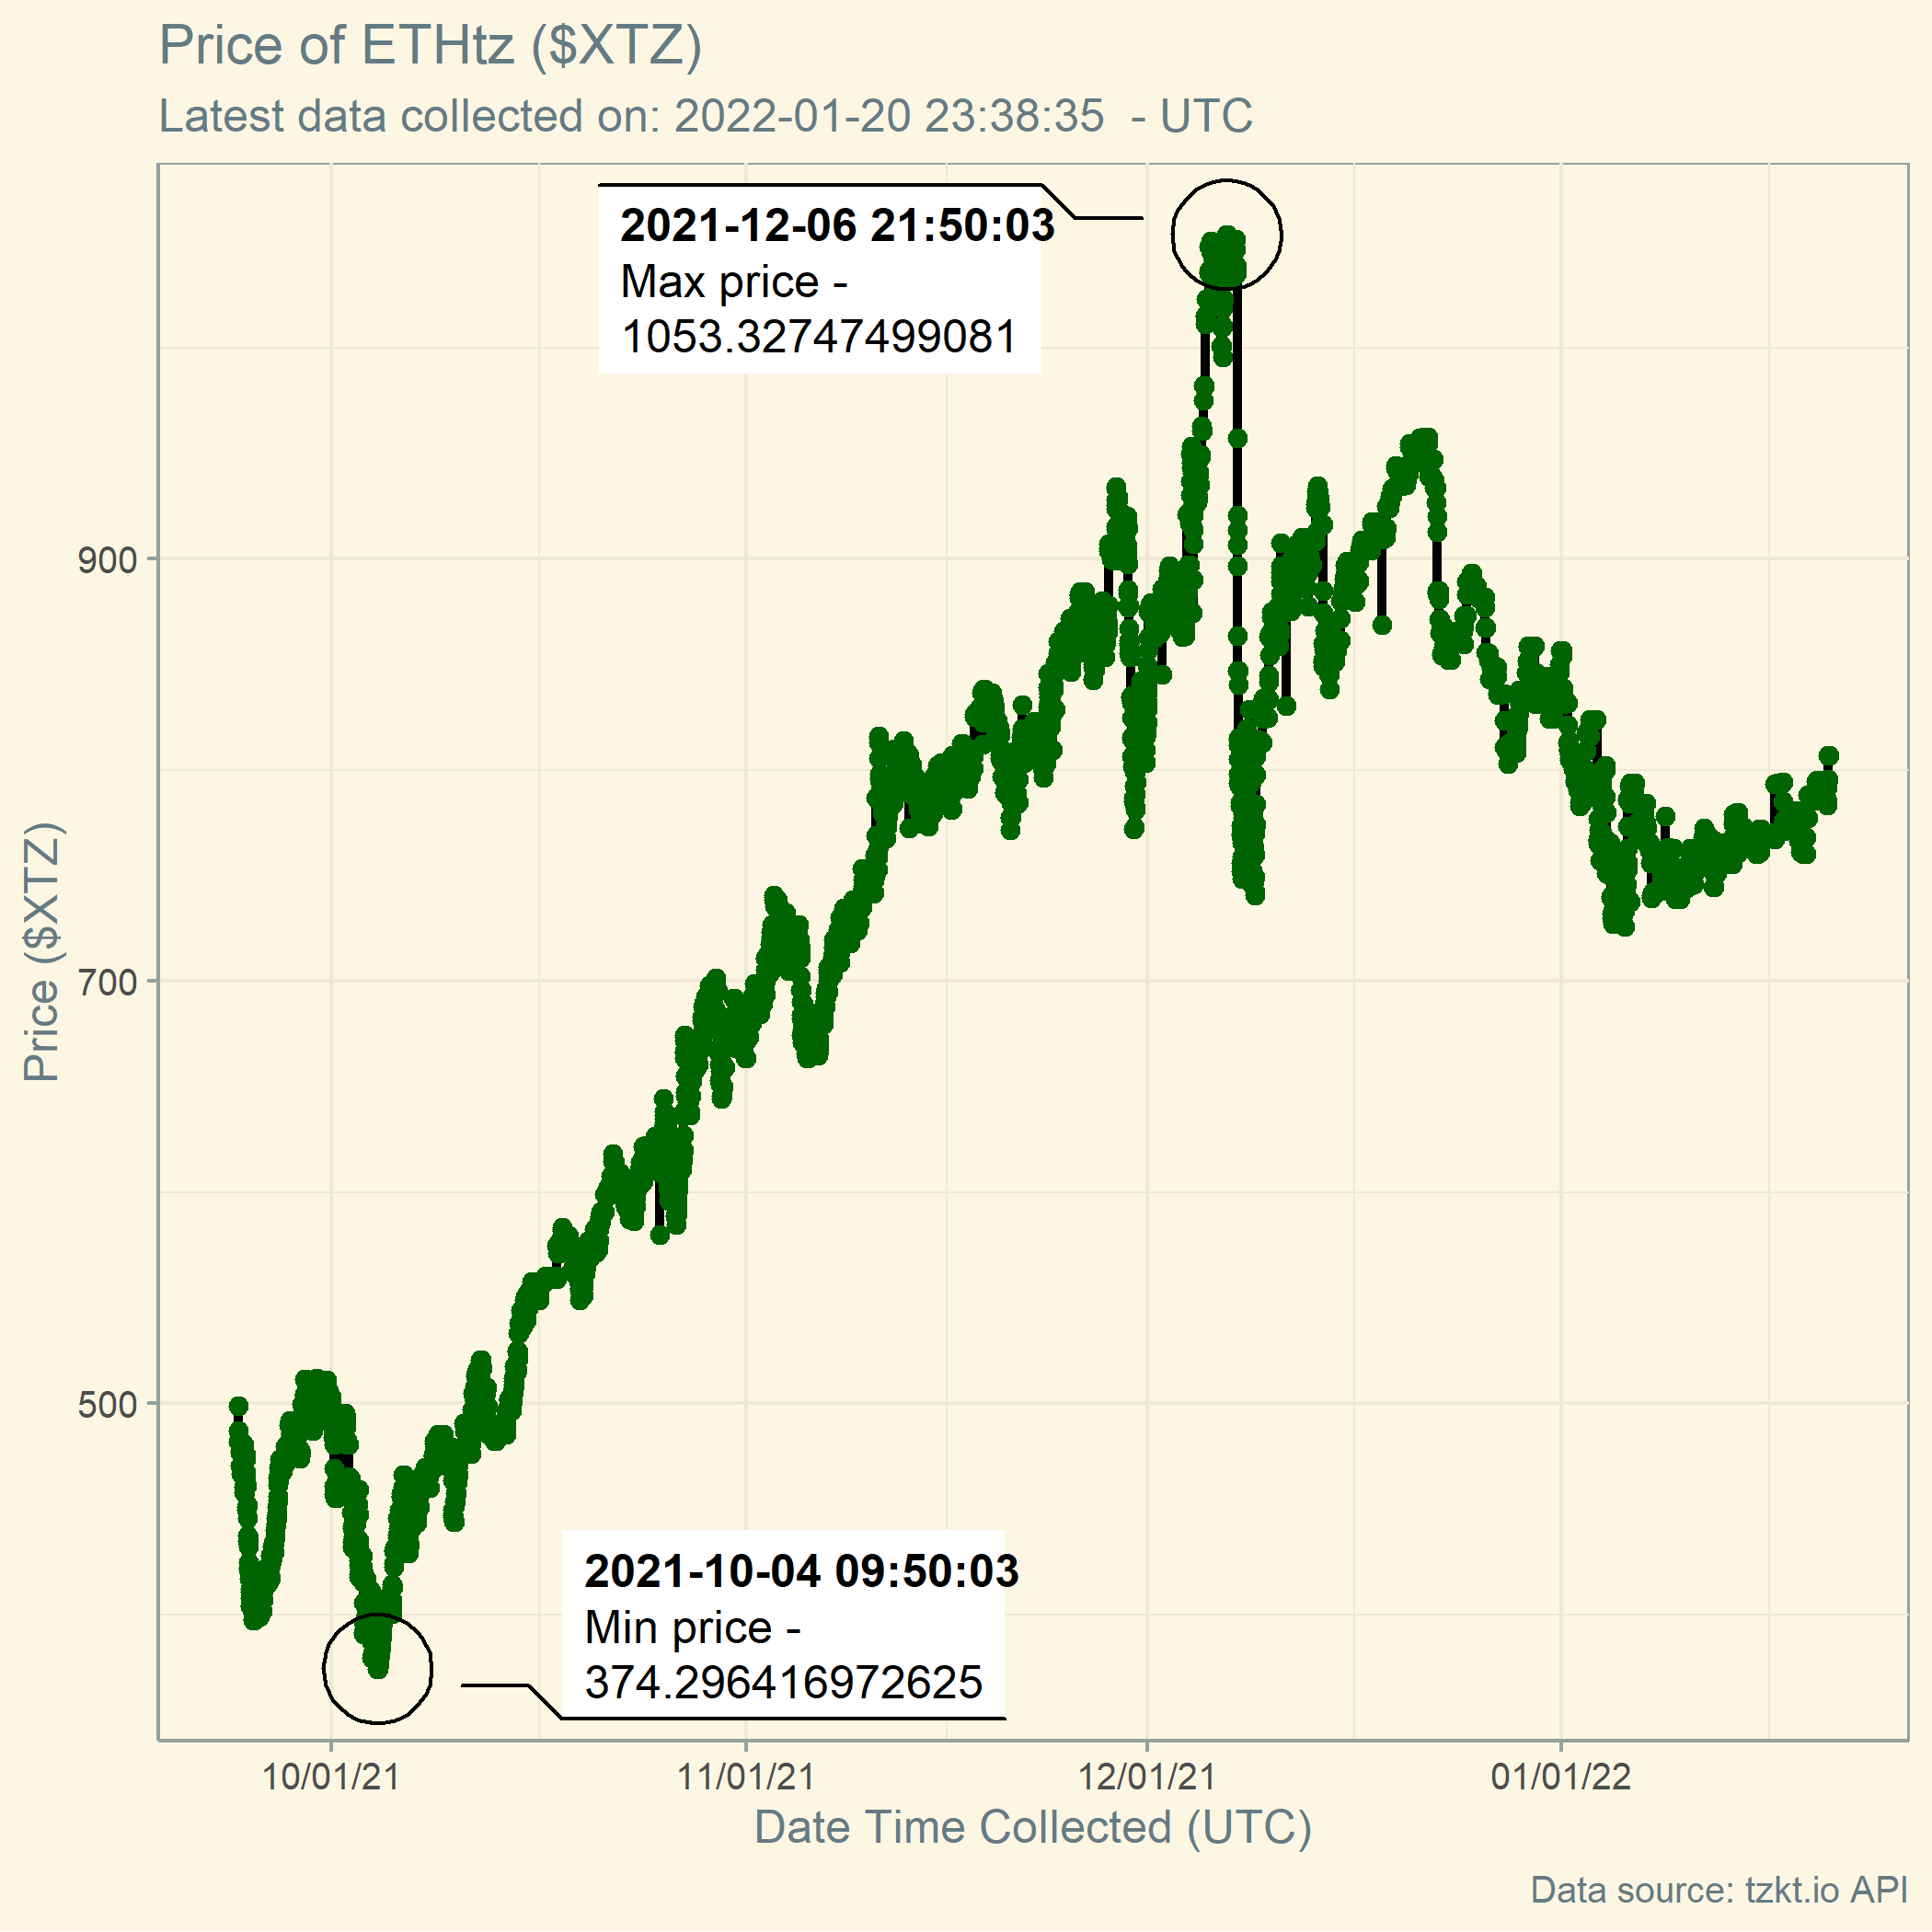 Price of ETHtz ($XTZ)
Latest data collected on: 2022-01-20 23:38:35  - UTC
2021-12-06 21:50:03
Max price -
1053.32747499081
900
700
500
Price ($XTZ)
2021-10-04 09:50:03
Min price -
374.296416972625
10/01/21
11/01/21
12/01/21
01/01/22
Date Time Collected (UTC)
Data source: tzkt.io API